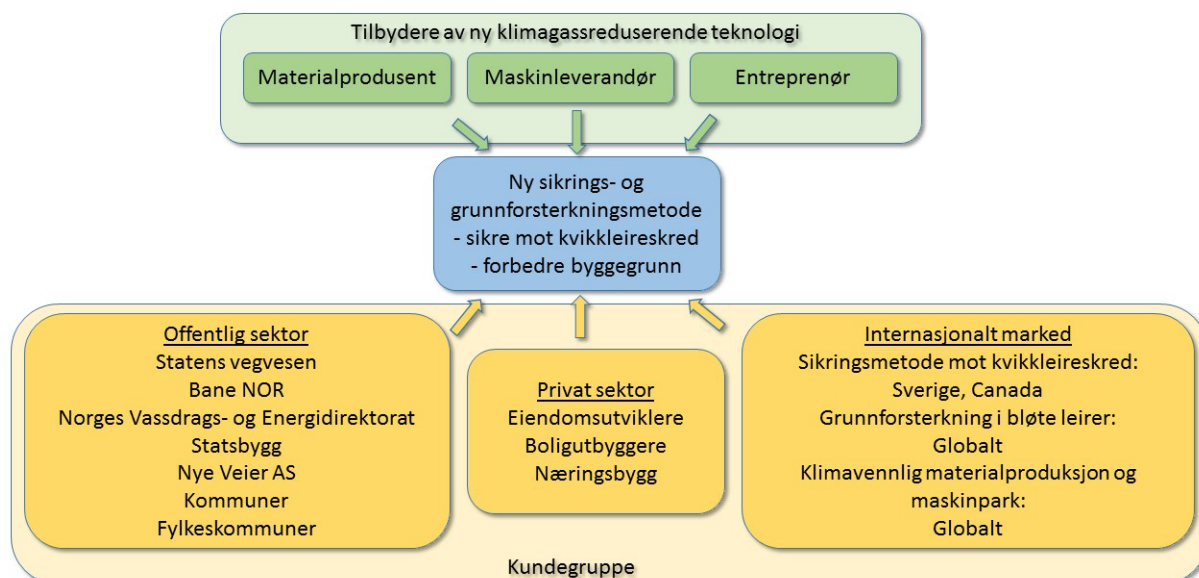 Tilbydere av ny klimagassreduserende teknologi
Materialprodusent
Maskinleverandør
Entreprenør
Ny sikrings- og
grunnforsterkningsmetode
- sikre mot kvikkleireskred
- forbedre byggegrunn
Offentlig sektor
Statens vegvesen
Bane NOR
Norges Vassdrags- og Energidirektorat
Statsbygg
Nye Veier AS
Kommuner
Fylkeskommuner
Privat sektor
Eiendomsutviklere
Boligutbyggere
Næringsbygg
Internasjonalt marked
Sikringsmetode mot kvikkleireskred:
Sverige, Canada
Grunnforsterkning i bløte leirer:
Globalt
Klimavennlig materialproduksjon og
maskinpark:
Globalt
Kundegruppe